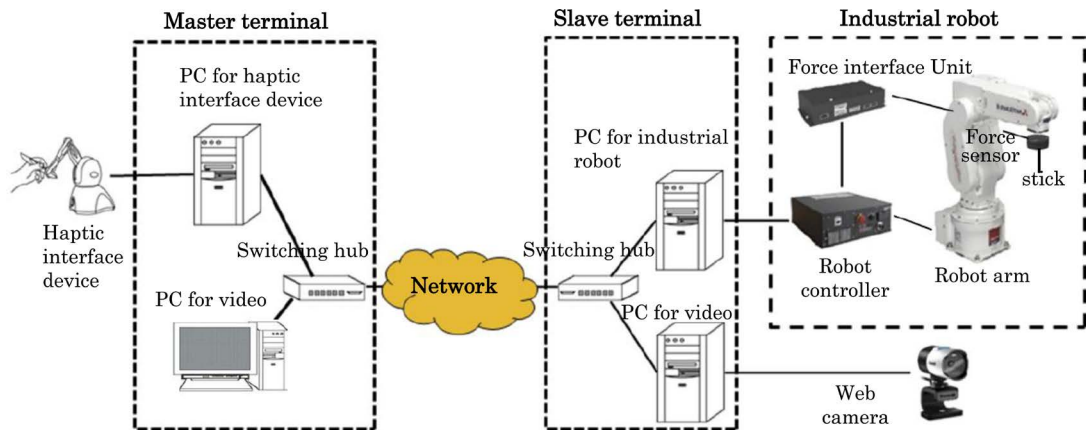 Master terminal
PC for haptic
interface device
Haptic
interface
device
Switching hub
PC for video
Network
Slave terminal
PC for industrial
robot
Switching hub
PC for video
Industrial robot
Force interface Unit
Force
sensor
stick
Robot
controller
Robot arm
Web
camera